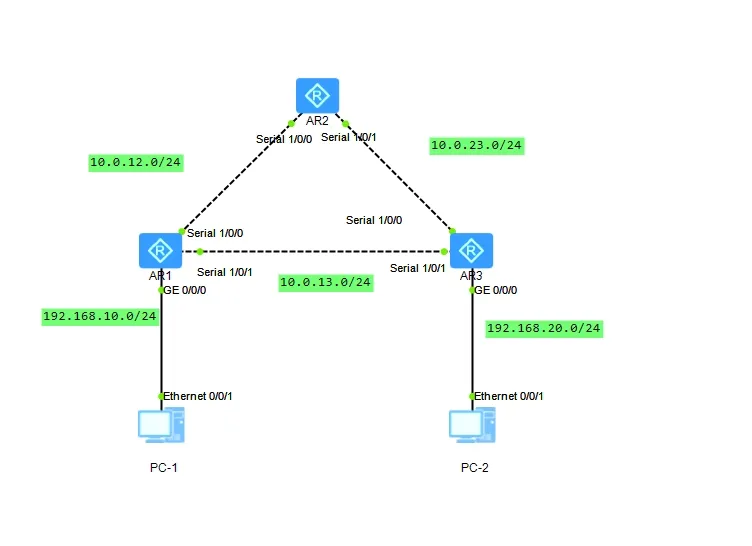 R
AR2
Serial 1/0/0
Serial 1/0/1
10.0.12.0/24
10.0.23.0/24
Serial 1/0/0
Serial 1/0/0
R
AR1
R
AR3
Serial 1/0/1
Serial 1/0/1
10.0.13.0/24
GE 0/0/0
GE 0/0/0
192.168.10.0/24
192.168.20.0/24
Ethernet 0/0/1
Ethernet 0/0/1
PC-1
PC-2